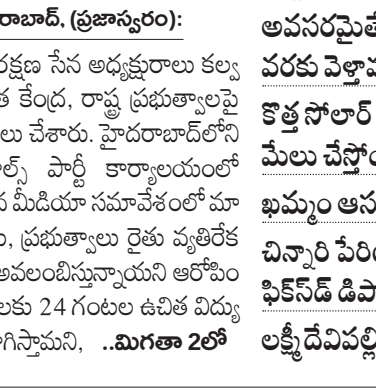 రాబాద్, (ప్రజాస్వరం):
రక్షణ సేన అధ్యక్షురాలు కల్వ
త కేంద్ర, రాష్ట్ర ప్రభుత్వాలపై
లు చేశారు. హైదరాబాద్‌లోని
ల్స్ పార్టీ కార్యాలయంలో
న మీడియా సమావేశంలో మా
ు, ప్రభుత్వాలు రైతు వ్యతిరేక
అవలంబిస్తున్నాయని ఆరోపిం
లకు 24 గంటల ఉచిత విద్యు
గిస్తామని, ..మిగతా 2లో
అవసరమైతే
వరకు వెళ్తా
కొత్త సోలార్
మేలు చేస్తో
ఖమ్మం ఆస
చిన్నారి పేరి
ఫిక్స్‌డ్ డిపా
లక్ష్మీదేవిపల్లి